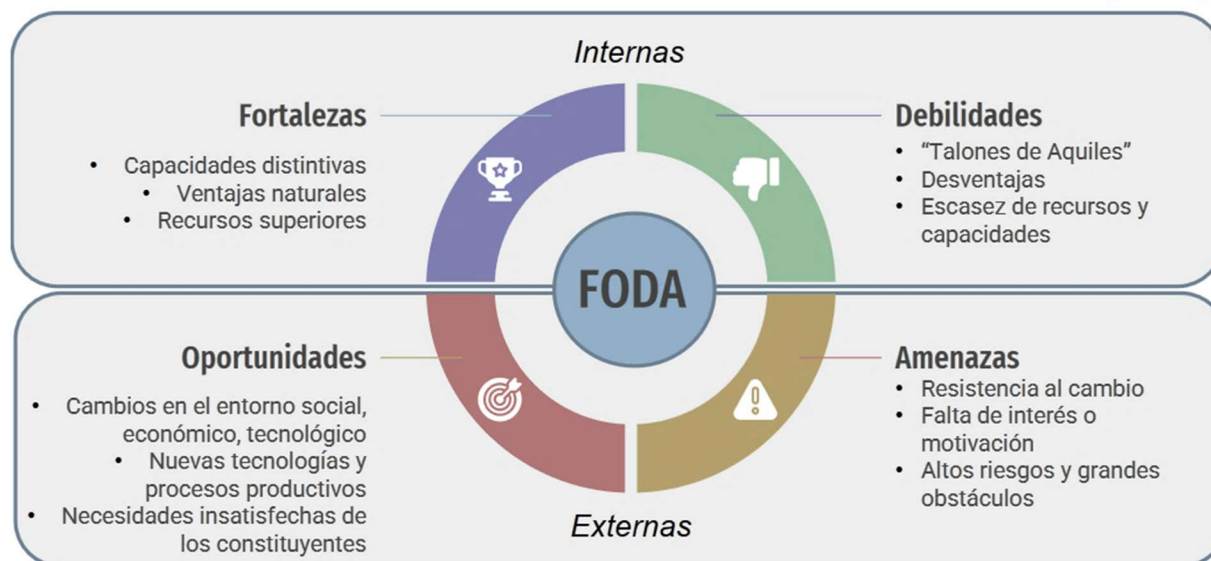 Internas
Fortalezas
• Capacidades distintivas
• Ventajas naturales
• Recursos superiores
Debilidades
• “Talones de Aquiles”
• Desventajas
• Escasez de recursos y
capacidades
FODA
Oportunidades
• Cambios en el entorno social,
económico, tecnológico
• Nuevas tecnologías y
procesos productivos
• Necesidades insatisfechas de
los constituyentes
Amenazas
• Resistencia al cambio
• Falta de interés o
motivación
• Altos riesgos y grandes
obstáculos
Externas